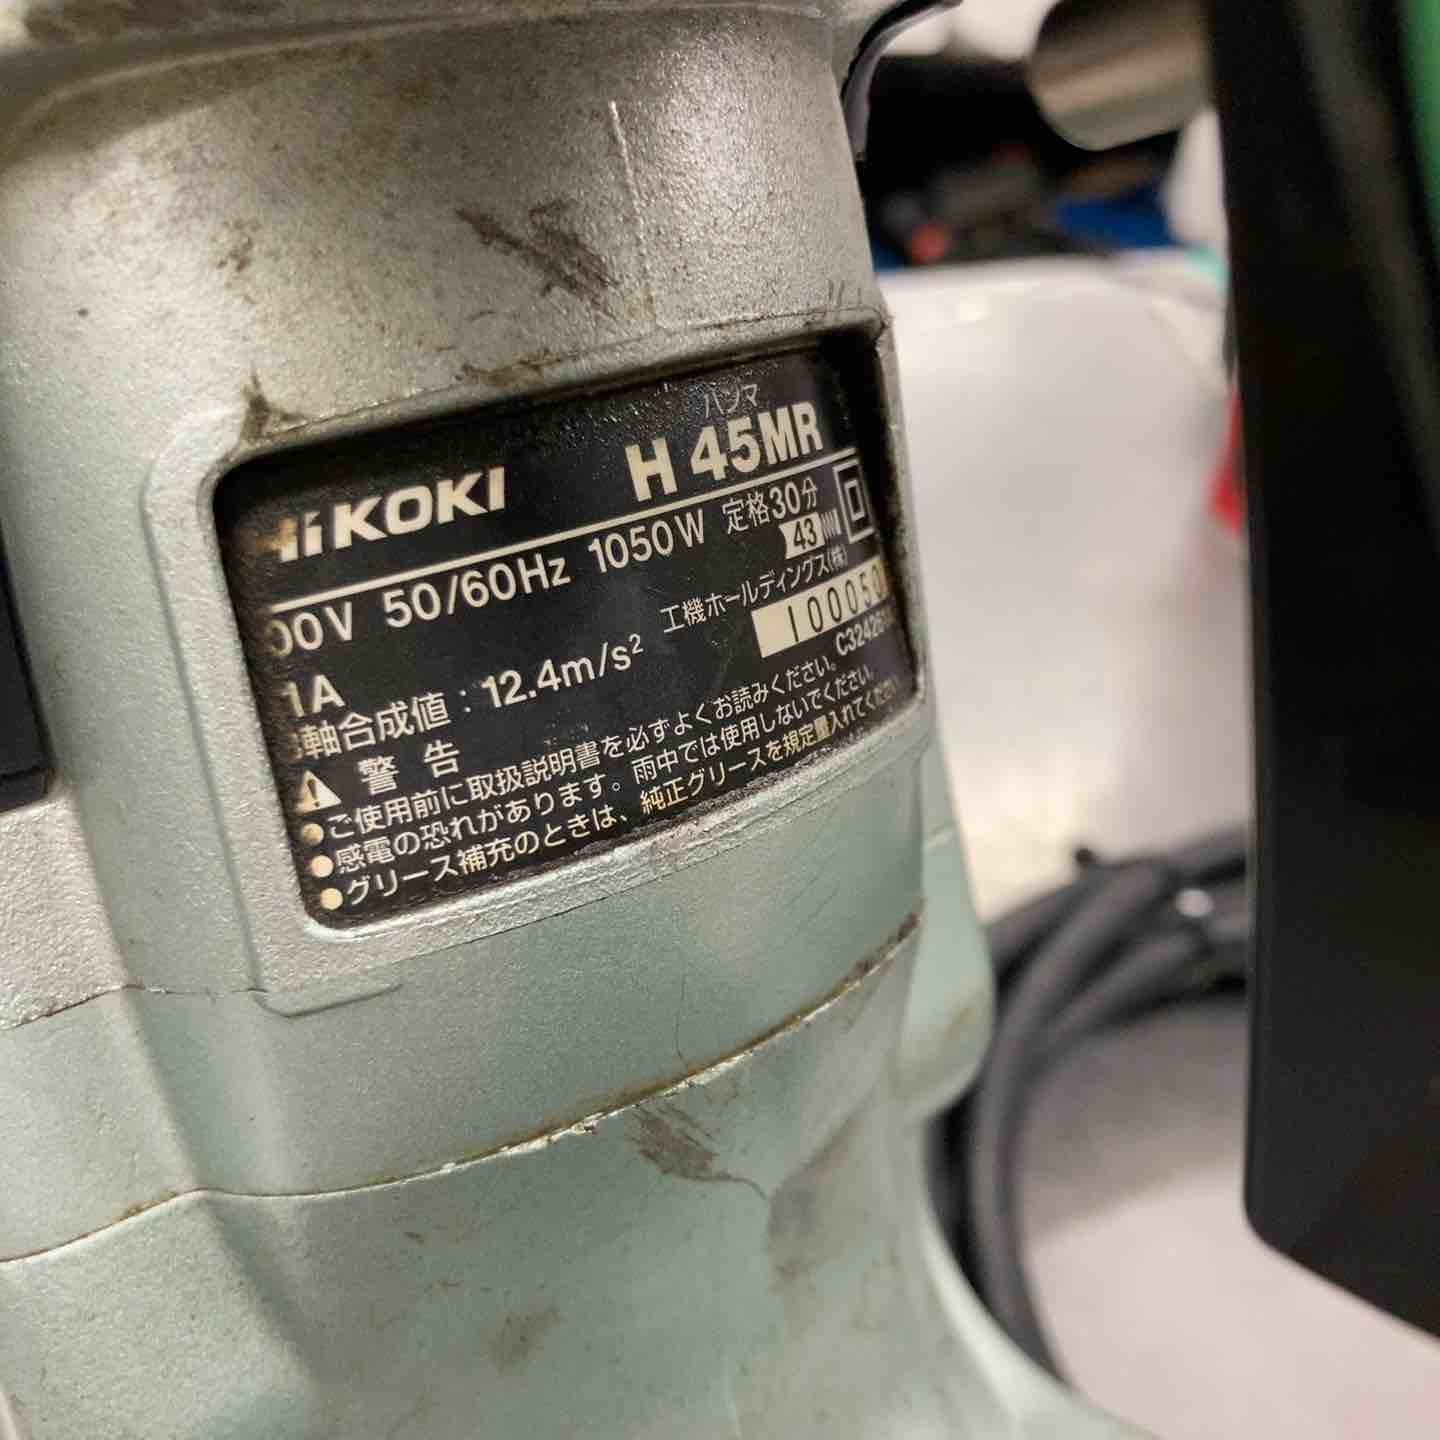 HiKOKI
ハンマ
H 45MR
00V 50/60Hz 1050W 定格30分
43
1A
工機ホールディングス(株)
100050
軸合成値：12.4m/s²
警告
●ご使用前に取扱説明書を必ずよくお読みください。
●感電の恐れがあります。雨中では使用しないでください。
●グリース補充のときは、純正グリースを規定量入れてください